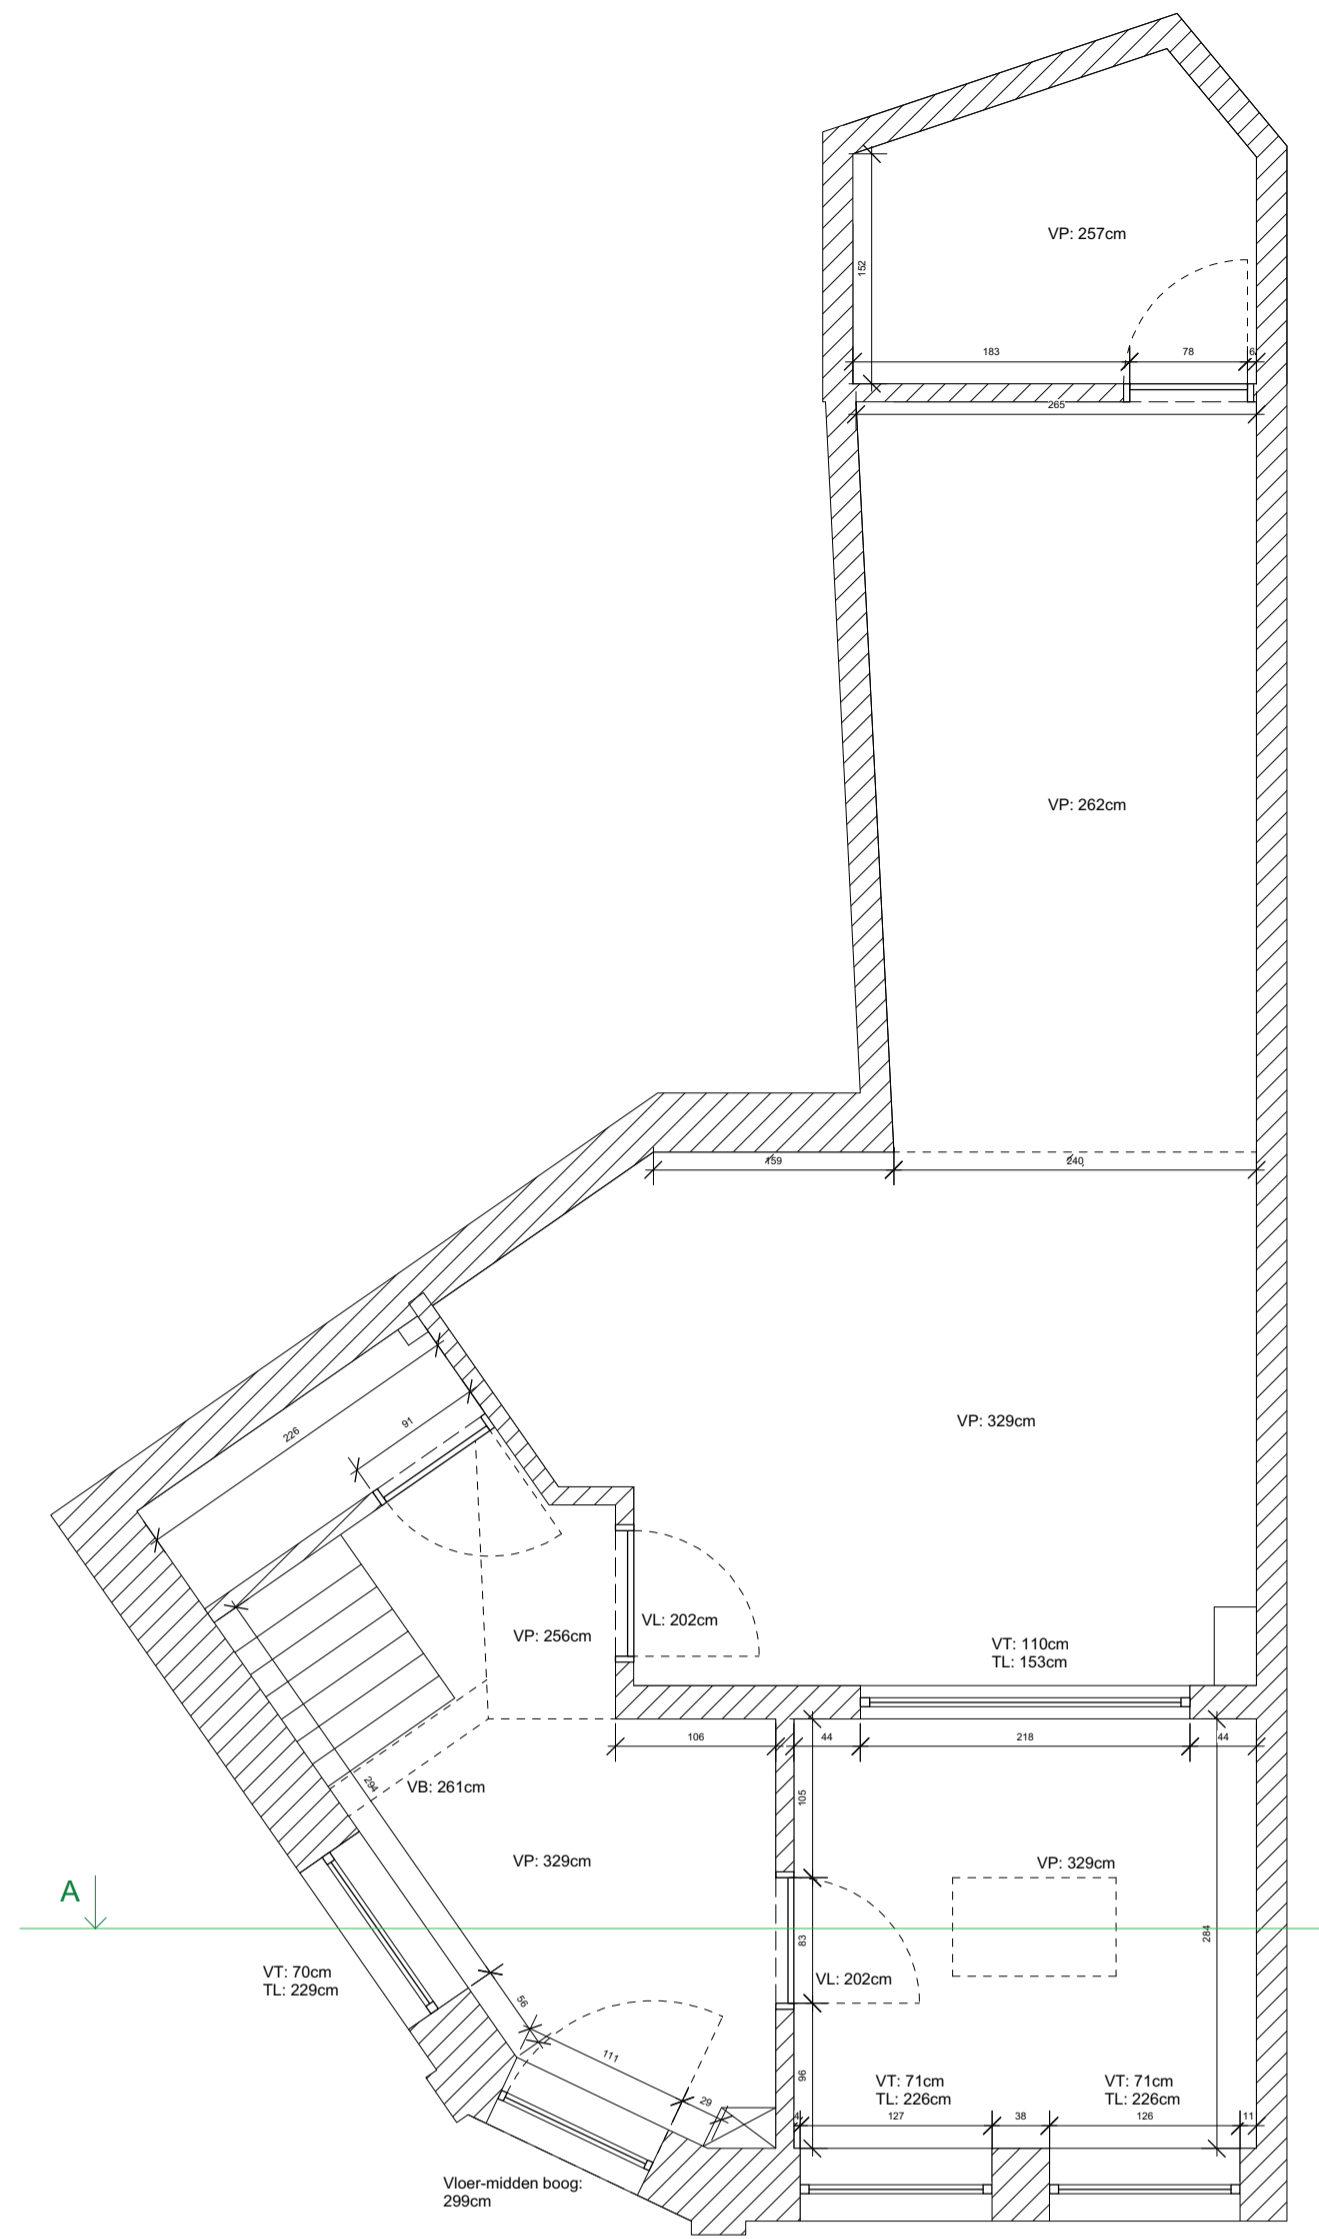 VP: 257cm
152
183
78
6
265
VP: 262cm
159
240
226
91
VP: 329cm
VL: 202cm
VP: 256cm
VT: 110cm
TL: 153cm
106
44
218
44
294
VB: 261cm
105
VP: 329cm
VP: 329cm
A
83
284
VT: 70cm
TL: 229cm
VL: 202cm
56
111
29
96
VT: 71cm
TL: 226cm
VT: 71cm
TL: 226cm
4
127
38
126
11
Vloer-midden boog:
299cm